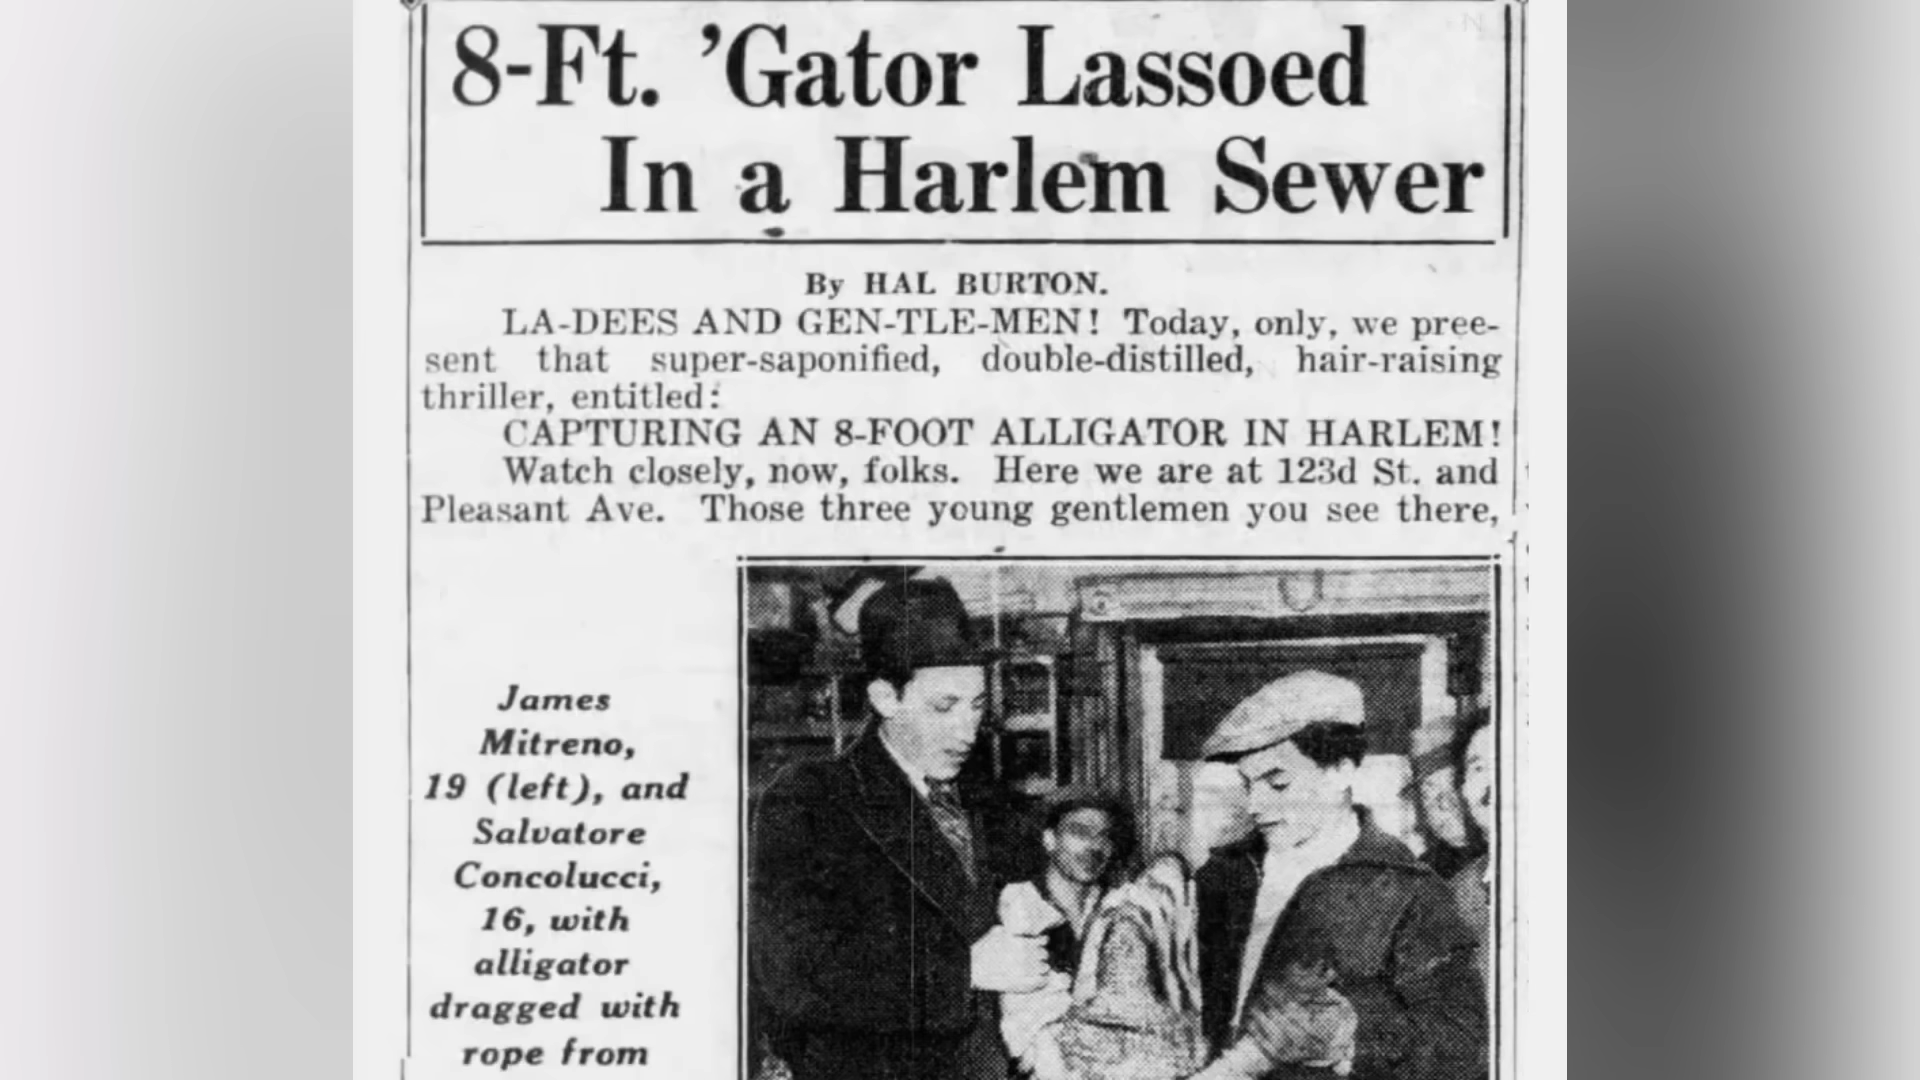 8-Ft. 'Gator Lassoed
In a Harlem Sewer
By HAL BURTON.
LA-DEES AND GEN-TLE-MEN! Today, only, we pree-
sent that super-saponified, double-distilled, hair-raising
thriller, entitled:
CAPTURING AN 8-FOOT ALLIGATOR IN HARLEM!
Watch closely, now, folks. Here we are at 123d St. and
Pleasant Ave. Those three young gentlemen you see there,
James
Mitreno,
19 (left), and
Salvatore
Concolucci,
16, with
alligator
dragged with
rope from